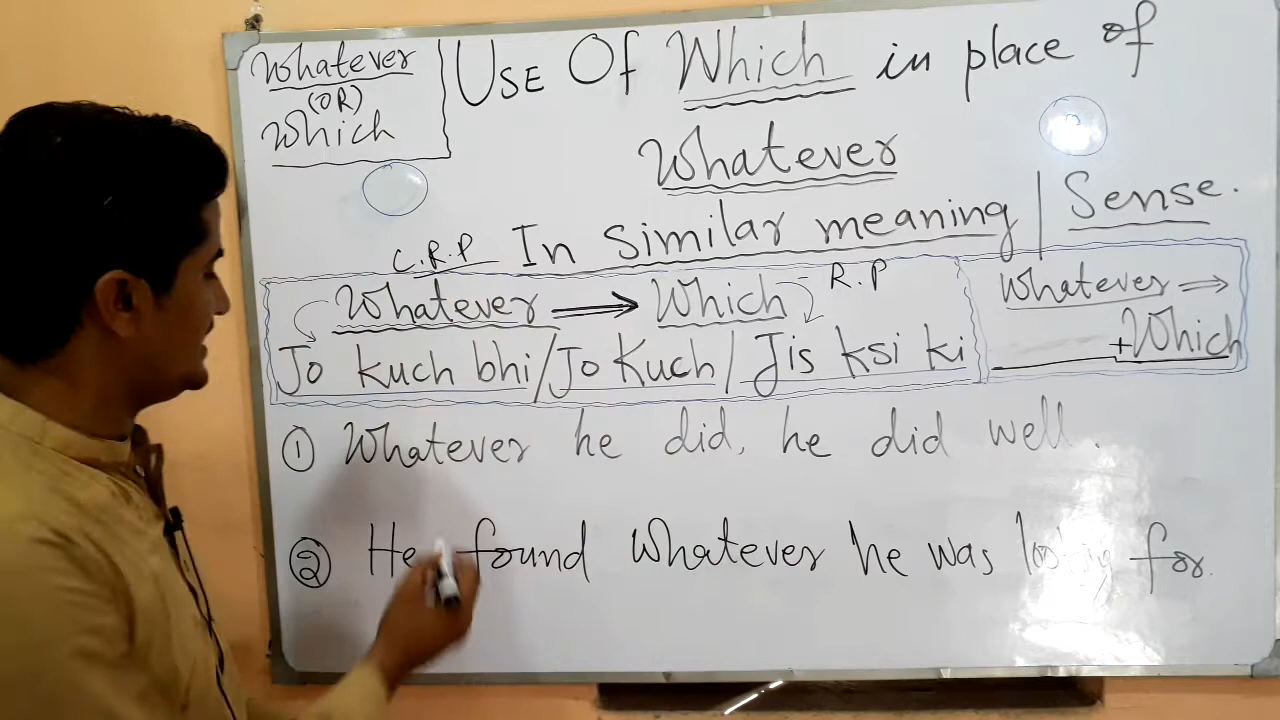 Whatever
(OR)
Which
Use Of Which in place of
Whatever
In Similar meaning / Sense.
C.R.P
Whatever ⇒ Which R.P
Jo kuch bhi/Jo Kuch/ Jis ksi ki
Whatever ⇒
+Which
① Whatever he did, he did well.
② He found whatever he was looking for.